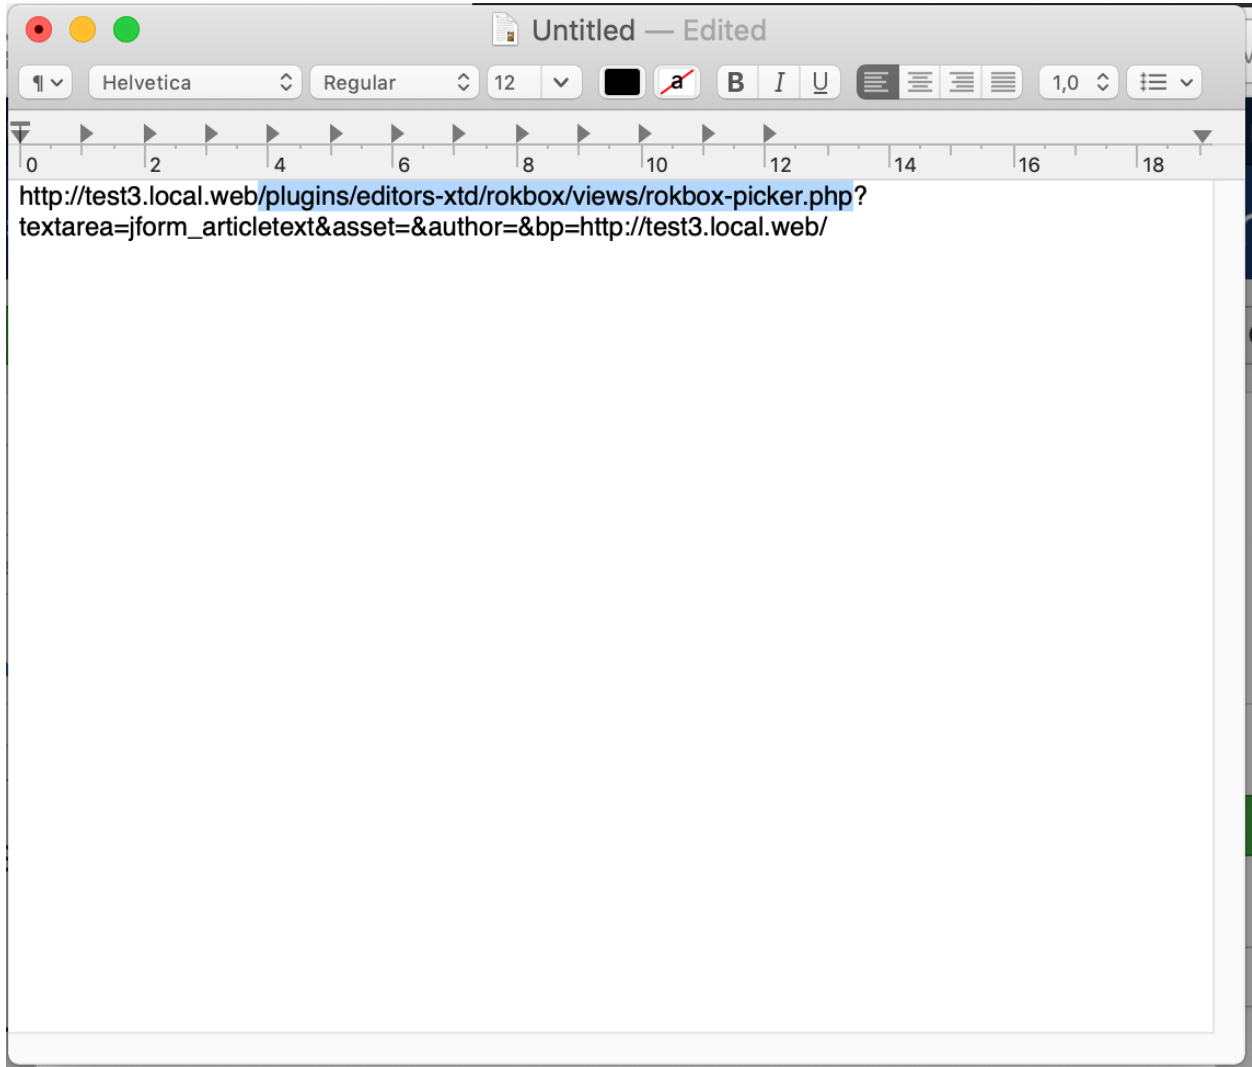 Untitled — Edited
¶ Helvetica Regular 12 a B I U 1,0
0 2 4 6 8 10 12 14 16 18
http://test3.local.web/plugins/editors-xtd/rokbox/views/rokbox-picker.php?
textarea=jform_articletext&asset=&author=&bp=http://test3.local.web/